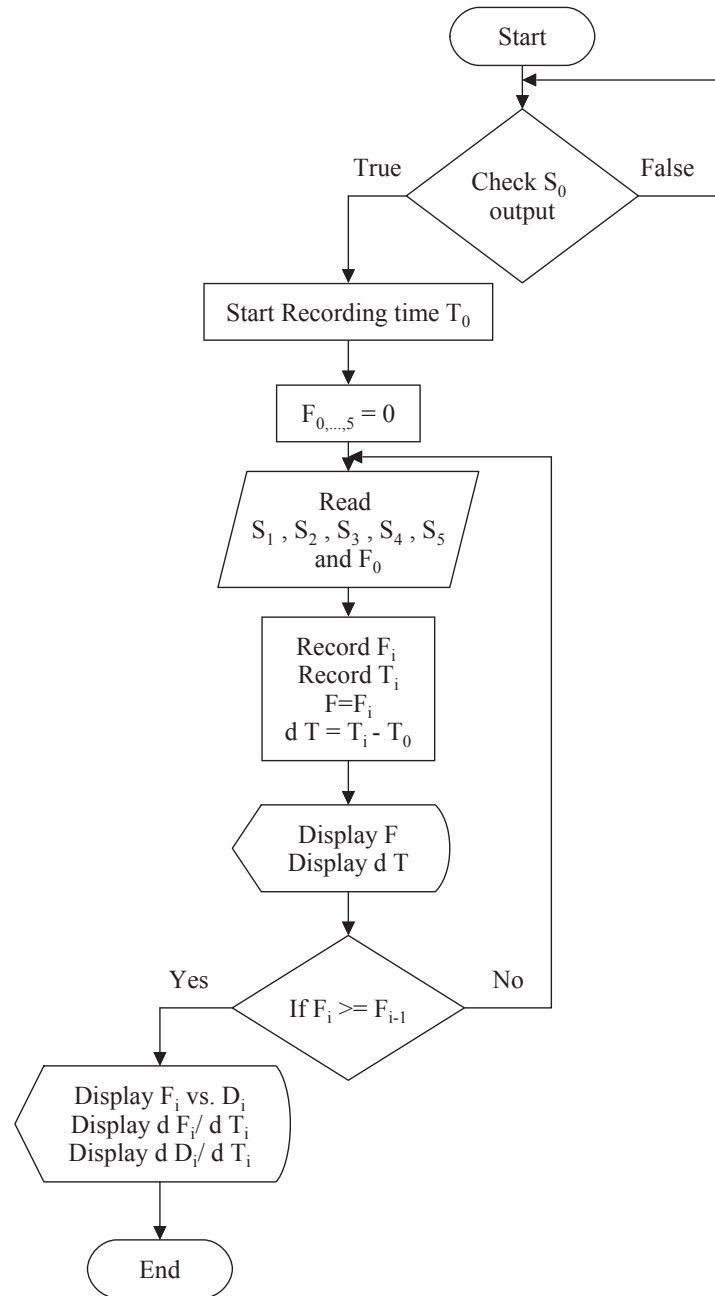 Start
Check S₀
output
True
False
Start Recording time T₀
F₀,...,₅ = 0
Read
S₁ , S₂ , S₃ , S₄ , S₅
and F₀
Record Fᵢ
Record Tᵢ
F=Fᵢ
d T = Tᵢ - T₀
Display F
Display d T
If Fᵢ >= Fᵢ₋₁
Yes
No
Display Fᵢ vs. Dᵢ
Display d Fᵢ/ d Tᵢ
Display d Dᵢ/ d Tᵢ
End